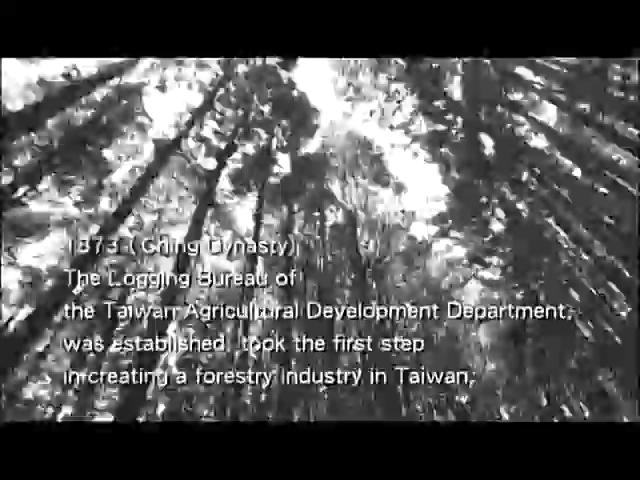 1873 (Ching Dynasty)
The Logging Bureau of
the Taiwan Agricultural Development Department,
was established, took the first step
in creating a forestry industry in Taiwan,